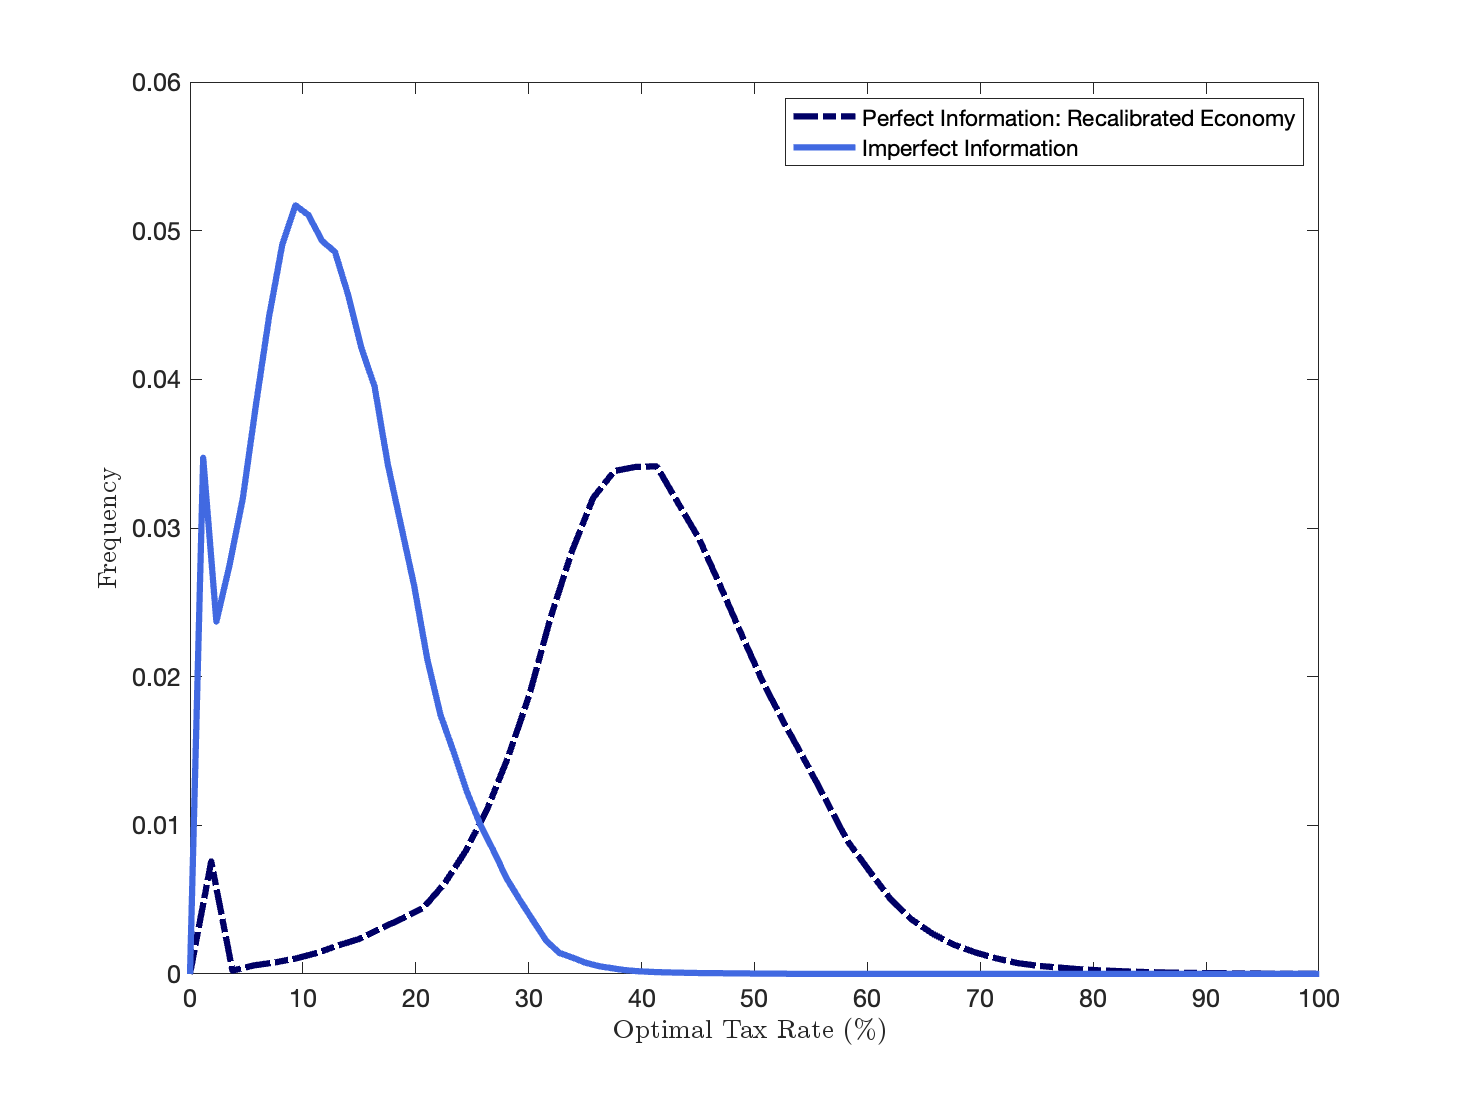 0.06
Perfect Information: Recalibrated Economy
Imperfect Information
0.05
0.04
Frequency
0.03
0.02
0.01
0
0 10 20 30 40 50 60 70 80 90 100
Optimal Tax Rate (%)